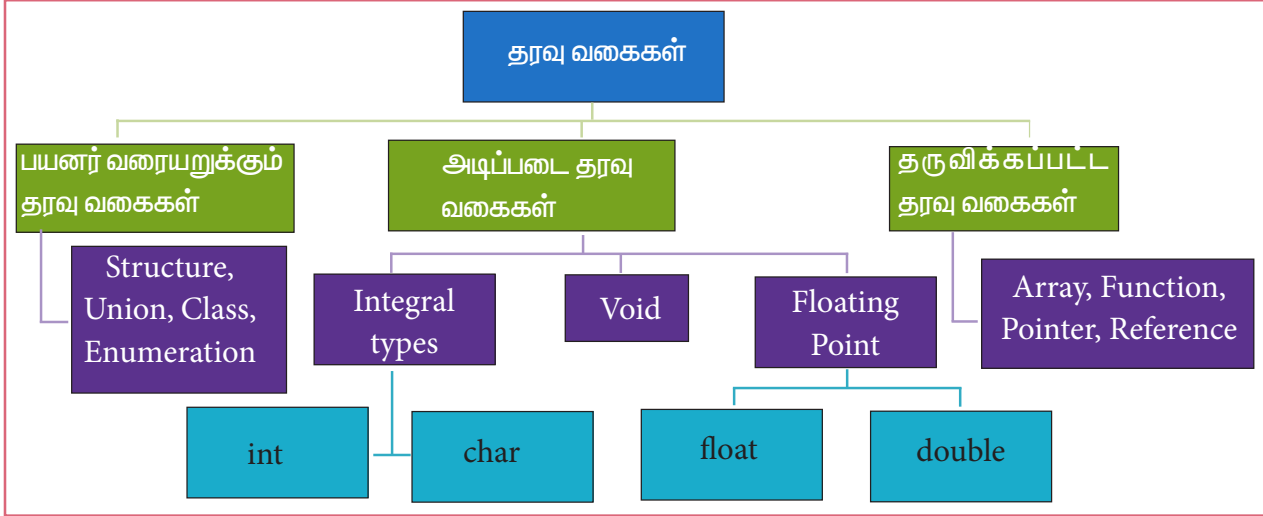 தரவு வகைகள்
பயனர் வரையறுக்கும்
தரவு வகைகள்
அடிப்படை தரவு
வகைகள்
தருவிக்கப்பட்ட
தரவு வகைகள்
Structure,
Union, Class,
Enumeration
Integral
types
Void
Floating
Point
Array, Function,
Pointer, Reference
int
char
float
double